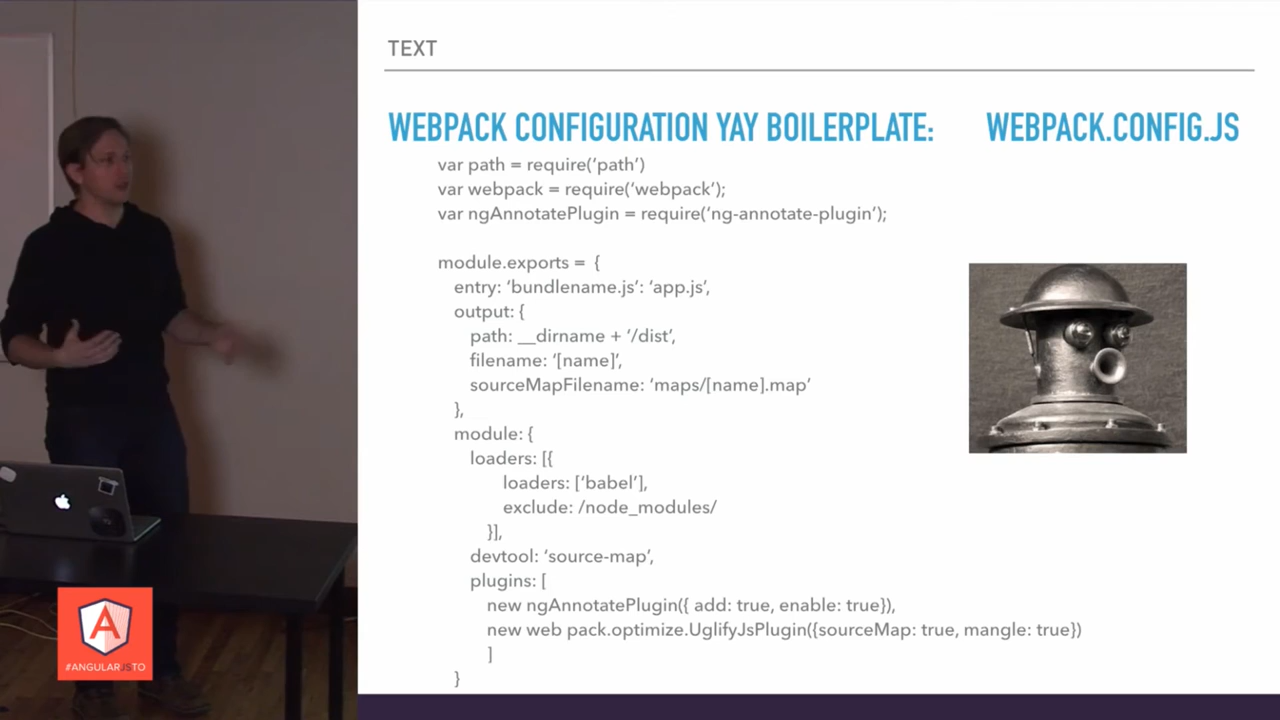 TEXT
WEBPACK CONFIGURATION YAY BOILERPLATE: WEBPACK.CONFIG.JS
var path = require(‘path’)
var webpack = require(‘webpack’);
var ngAnnotatePlugin = require(‘ng-annotate-plugin’);
module.exports = {
entry: ‘bundlename.js’: ‘app.js’,
output: {
path: __dirname + ‘/dist’,
filename: ‘[name]’,
sourceMapFilename: ‘maps/[name].map’
},
module: {
loaders: [{
loaders: [‘babel’],
exclude: /node_modules/
}],
devtool: ‘source-map’,
plugins: [
new ngAnnotatePlugin({ add: true, enable: true}),
new web pack.optimize.UglifyJsPlugin({sourceMap: true, mangle: true})
]
}
A
#ANGULARJSTO